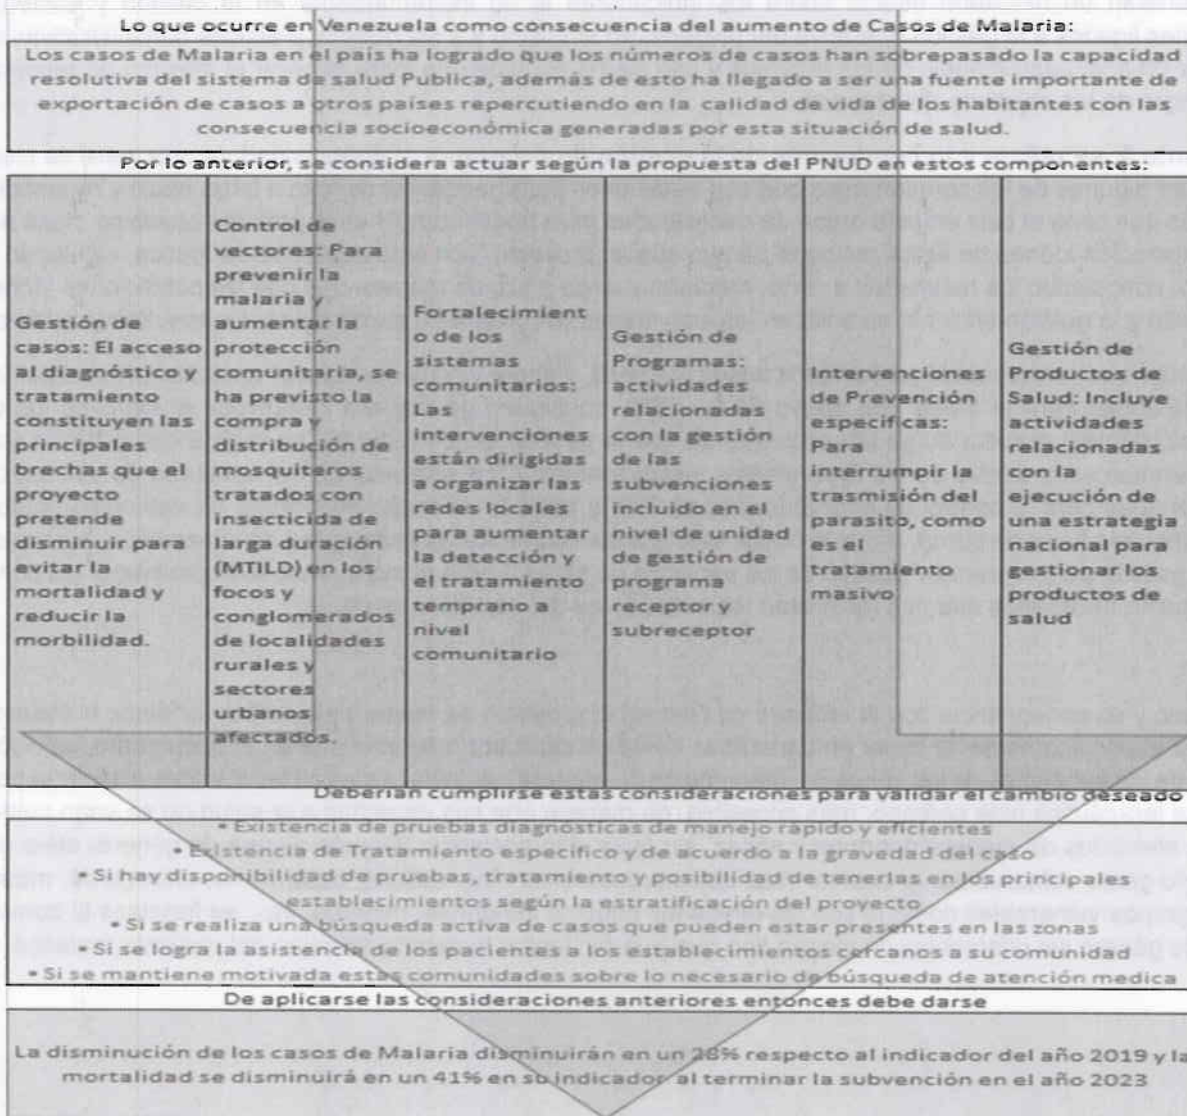 Lo que ocurre en Venezuela como consecuencia del aumento de Casos de Malaria:
Los casos de Malaria en el país ha logrado que los números de casos han sobrepasado la capacidad
resolutiva del sistema de salud Publica, además de esto ha llegado a ser una fuente importante de
exportación de casos a otros países repercutiendo en la calidad de vida de los habitantes con las
consecuencia socioeconómica generadas por esta situación de salud.
Por lo anterior, se considera actuar según la propuesta del PNUD en estos componentes:
Gestión de
casos: El acceso
al diagnóstico y
tratamiento
constituyen las
principales
brechas que el
proyecto
pretende
disminuir para
evitar la
mortalidad y
reducir la
morbilidad.
Control de
vectores: Para
prevenir la
malaria y
aumentar la
protección
comunitaria, se
ha previsto la
compra y
distribución de
mosquiteros
tratados con
insecticida de
larga duración
(MTILD) en los
focos y
conglomerados
de localidades
rurales y
sectores
urbanos
afectados.
Fortalecimient
o de los
sistemas
comunitarios:
Las
intervenciones
están dirigidas
a organizar las
redes locales
para aumentar
la detección y
el tratamiento
temprano a
nivel
comunitario
Gestión de
Programas:
actividades
relacionadas
con la gestión
de las
subvenciones
incluido en el
nivel de unidad
de gestión de
programa
receptor y
subreceptor
Intervenciones
de Prevención
especificas:
Para
interrumpir la
trasmisión del
parasito, como
es el
tratamiento
masivo
Gestión de
Productos de
Salud: Incluye
actividades
relacionadas
con la
ejecución de
una estrategia
nacional para
gestionar los
productos de
salud
Deberían cumplirse estas consideraciones para validar el cambio deseado
• Existencia de pruebas diagnósticas de manejo rápido y eficientes
• Existencia de Tratamiento especifico y de acuerdo a la gravedad del caso
• Si hay disponibilidad de pruebas, tratamiento y posibilidad de tenerlas en los principales
establecimientos según la estratificación del proyecto
• Si se realiza una búsqueda activa de casos que pueden estar presentes en las zonas
• Si se logra la asistencia de los pacientes a los establecimientos cercanos a su comunidad
• Si se mantiene motivada estas comunidades sobre lo necesario de búsqueda de atención medica
De aplicarse las consideraciones anteriores entonces debe darse
La disminución de los casos de Malaria disminuirán en un 28% respecto al indicador del año 2019 y la
mortalidad se disminuirá en un 41% en su indicador al terminar la subvención en el año 2023